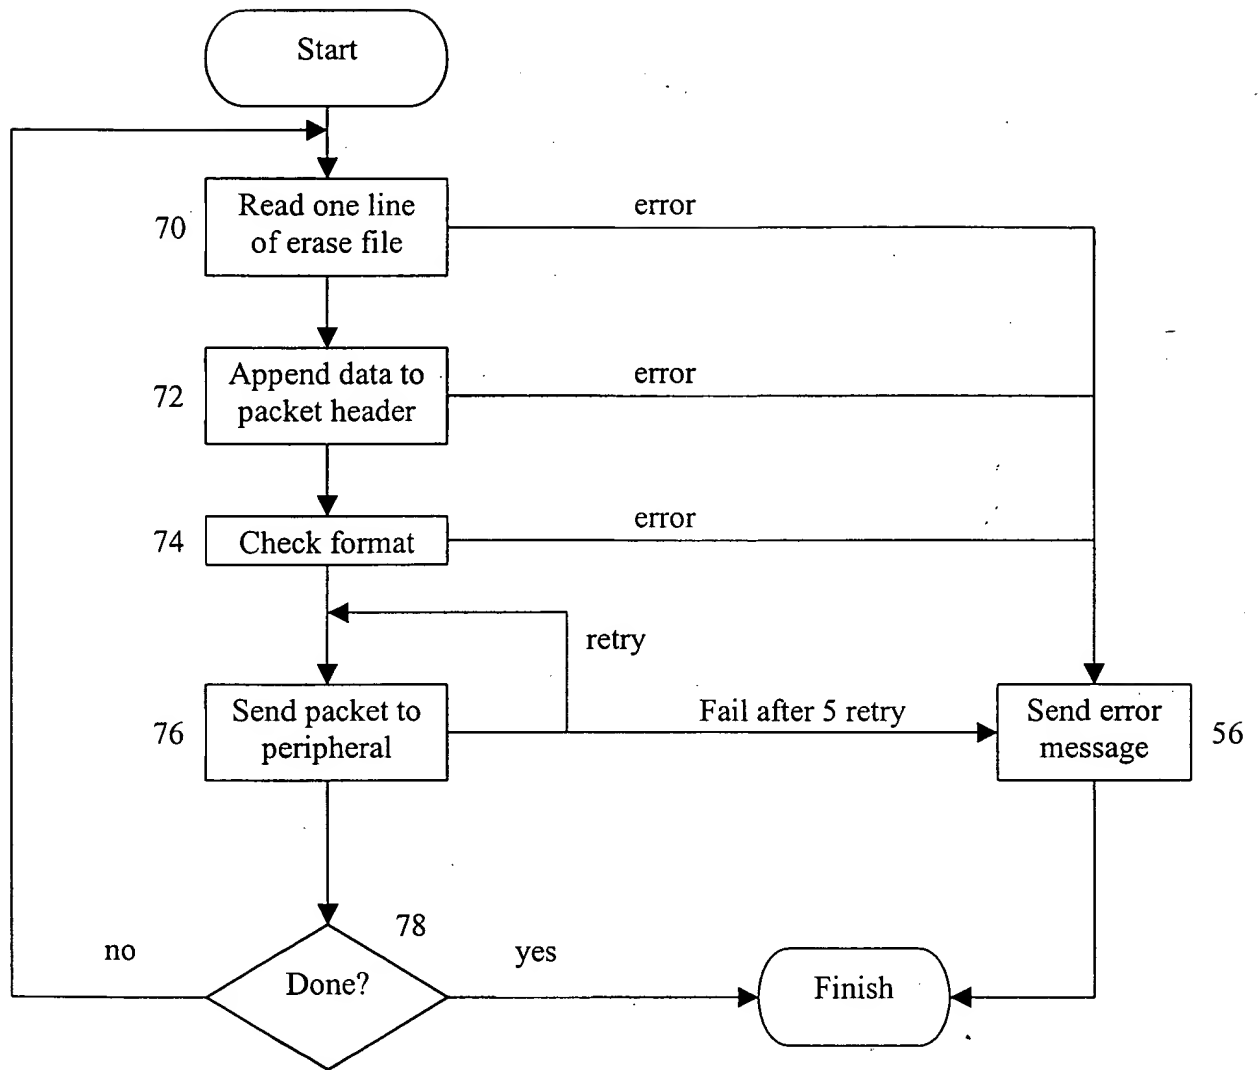 Start
70
Read one line
of erase file
error
72
Append data to
packet header
error
74
Check format
error
retry
76
Send packet to
peripheral
Fail after 5 retry
Send error
message
56
78
no
Done?
yes
Finish